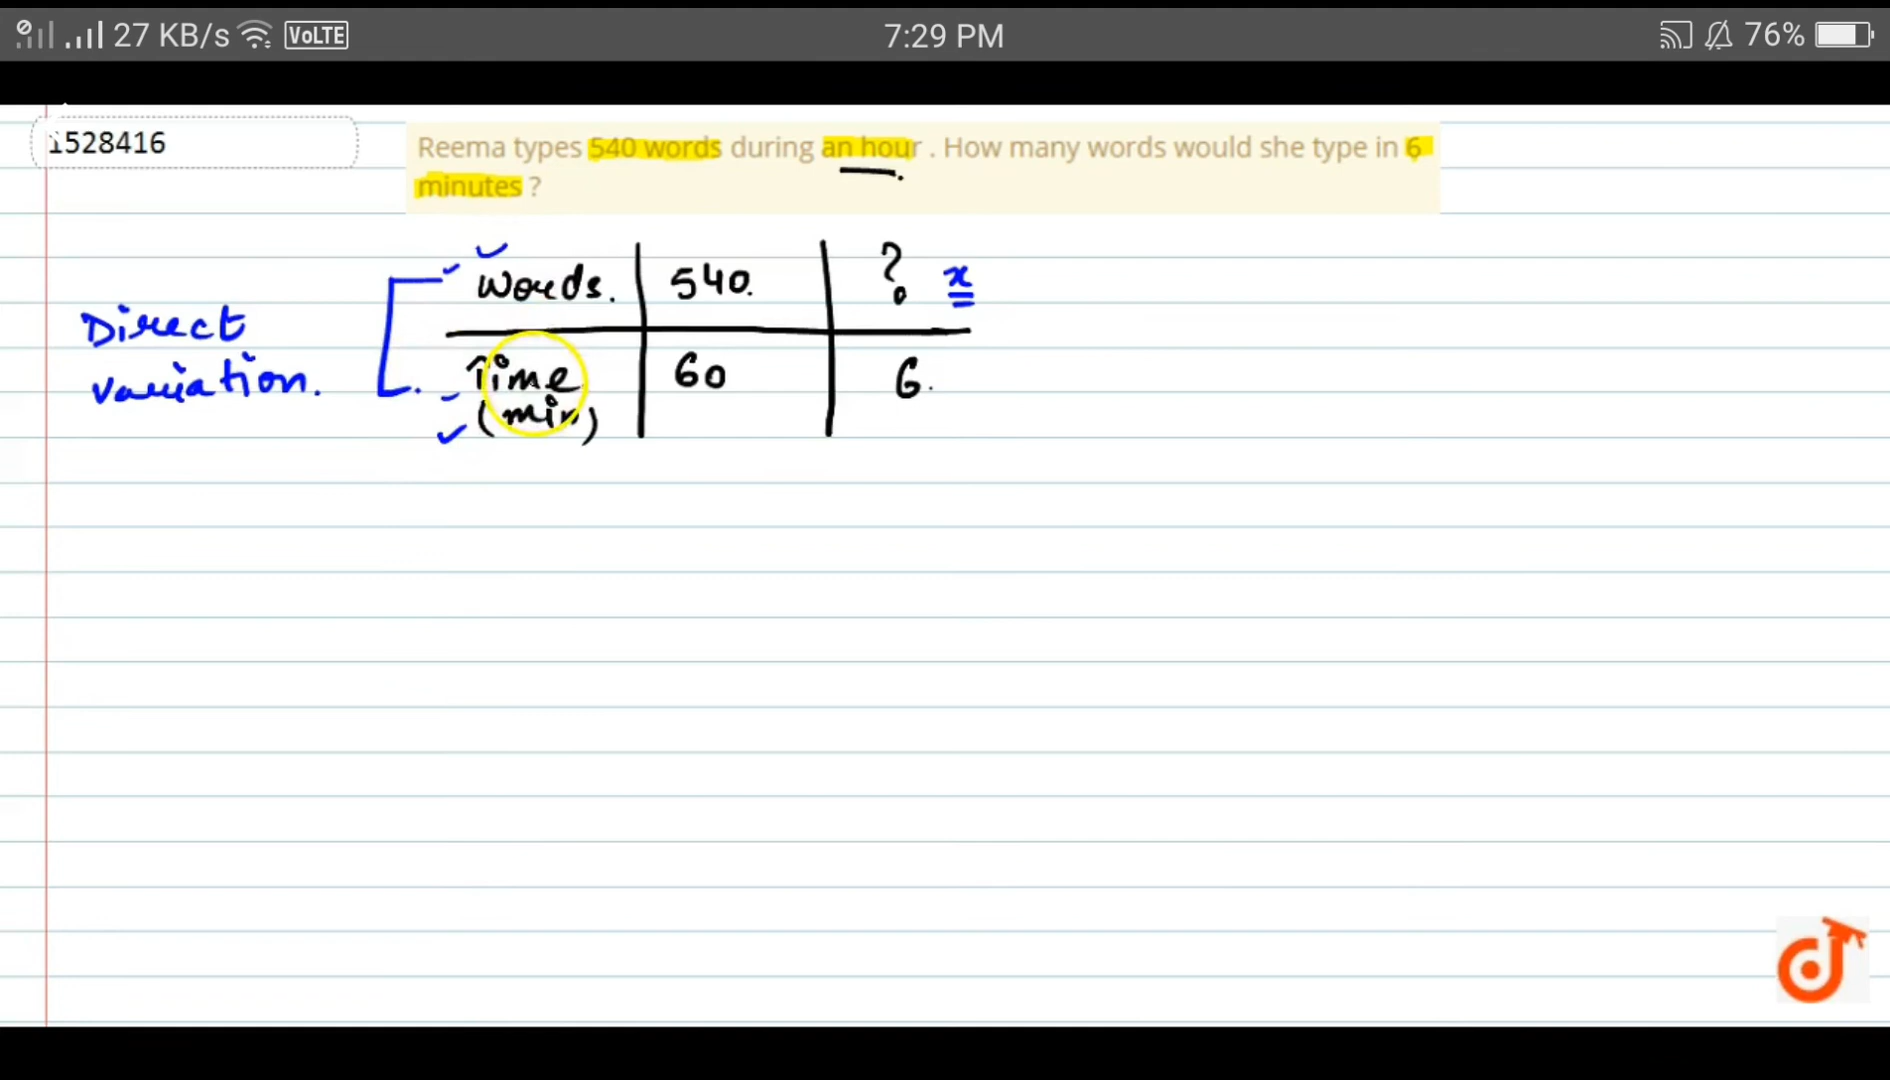 27 KB/s VoLTE 7:29 PM 76%
1528416
Reema types 540 words during an hour . How many words would she type in 6
minutes ?
Words. 540. ? x
Direct
variation.
Time 60 6.
(min)